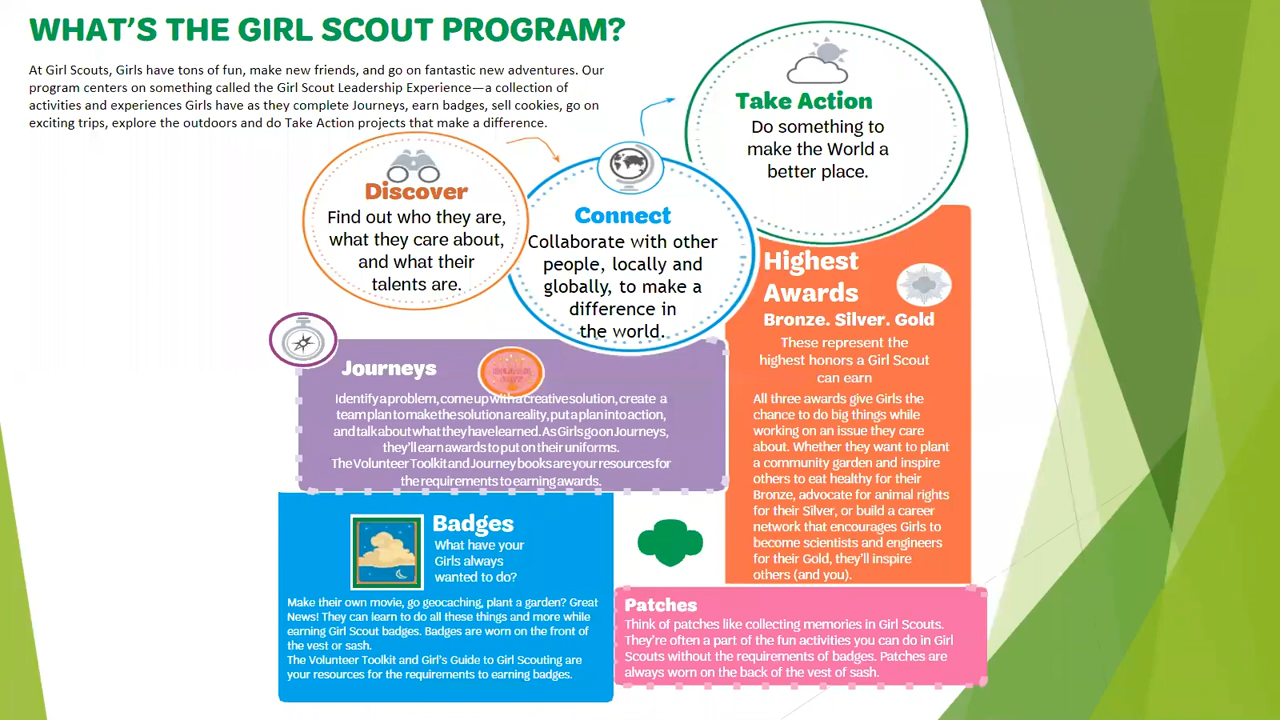 WHAT'S THE GIRL SCOUT PROGRAM?
At Girl Scouts, Girls have tons of fun, make new friends, and go on fantastic new adventures. Our
program centers on something called the Girl Scout Leadership Experience—a collection of
activities and experiences Girls have as they complete Journeys, earn badges, sell cookies, go on
exciting trips, explore the outdoors and do Take Action projects that make a difference.
Discover
Find out who they are,
what they care about,
and what their
talents are.
Connect
Collaborate with other
people, locally and
globally, to make a
difference in
the world.
Take Action
Do something to
make the World a
better place.
Highest
Awards
Bronze. Silver. Gold
These represent the
highest honors a Girl Scout
can earn
All three awards give Girls the
chance to do big things while
working on an issue they care
about. Whether they want to plant
a community garden and inspire
others to eat healthy for their
Bronze, advocate for animal rights
for their Silver, or build a career
network that encourages Girls to
become scientists and engineers
for their Gold, they'll inspire
others (and you).
Journeys
Identify a problem, come up with a creative solution, create a
team plan to make the solution a reality, put a plan into action,
and talk about what they have learned. As Girls go on Journeys,
they'll earn awards to put on their uniforms.
The Volunteer Toolkit and Journey books are your resources for
the requirements to earning awards.
Badges
What have your
Girls always
wanted to do?
Make their own movie, go geocaching, plant a garden? Great
News! They can learn to do all these things and more while
earning Girl Scout badges. Badges are worn on the front of
the vest or sash.
The Volunteer Toolkit and Girl's Guide to Girl Scouting are
your resources for the requirements to earning badges.
Patches
Think of patches like collecting memories in Girl Scouts.
They're often a part of the fun activities you can do in Girl
Scouts without the requirements of badges. Patches are
always worn on the back of the vest of sash.